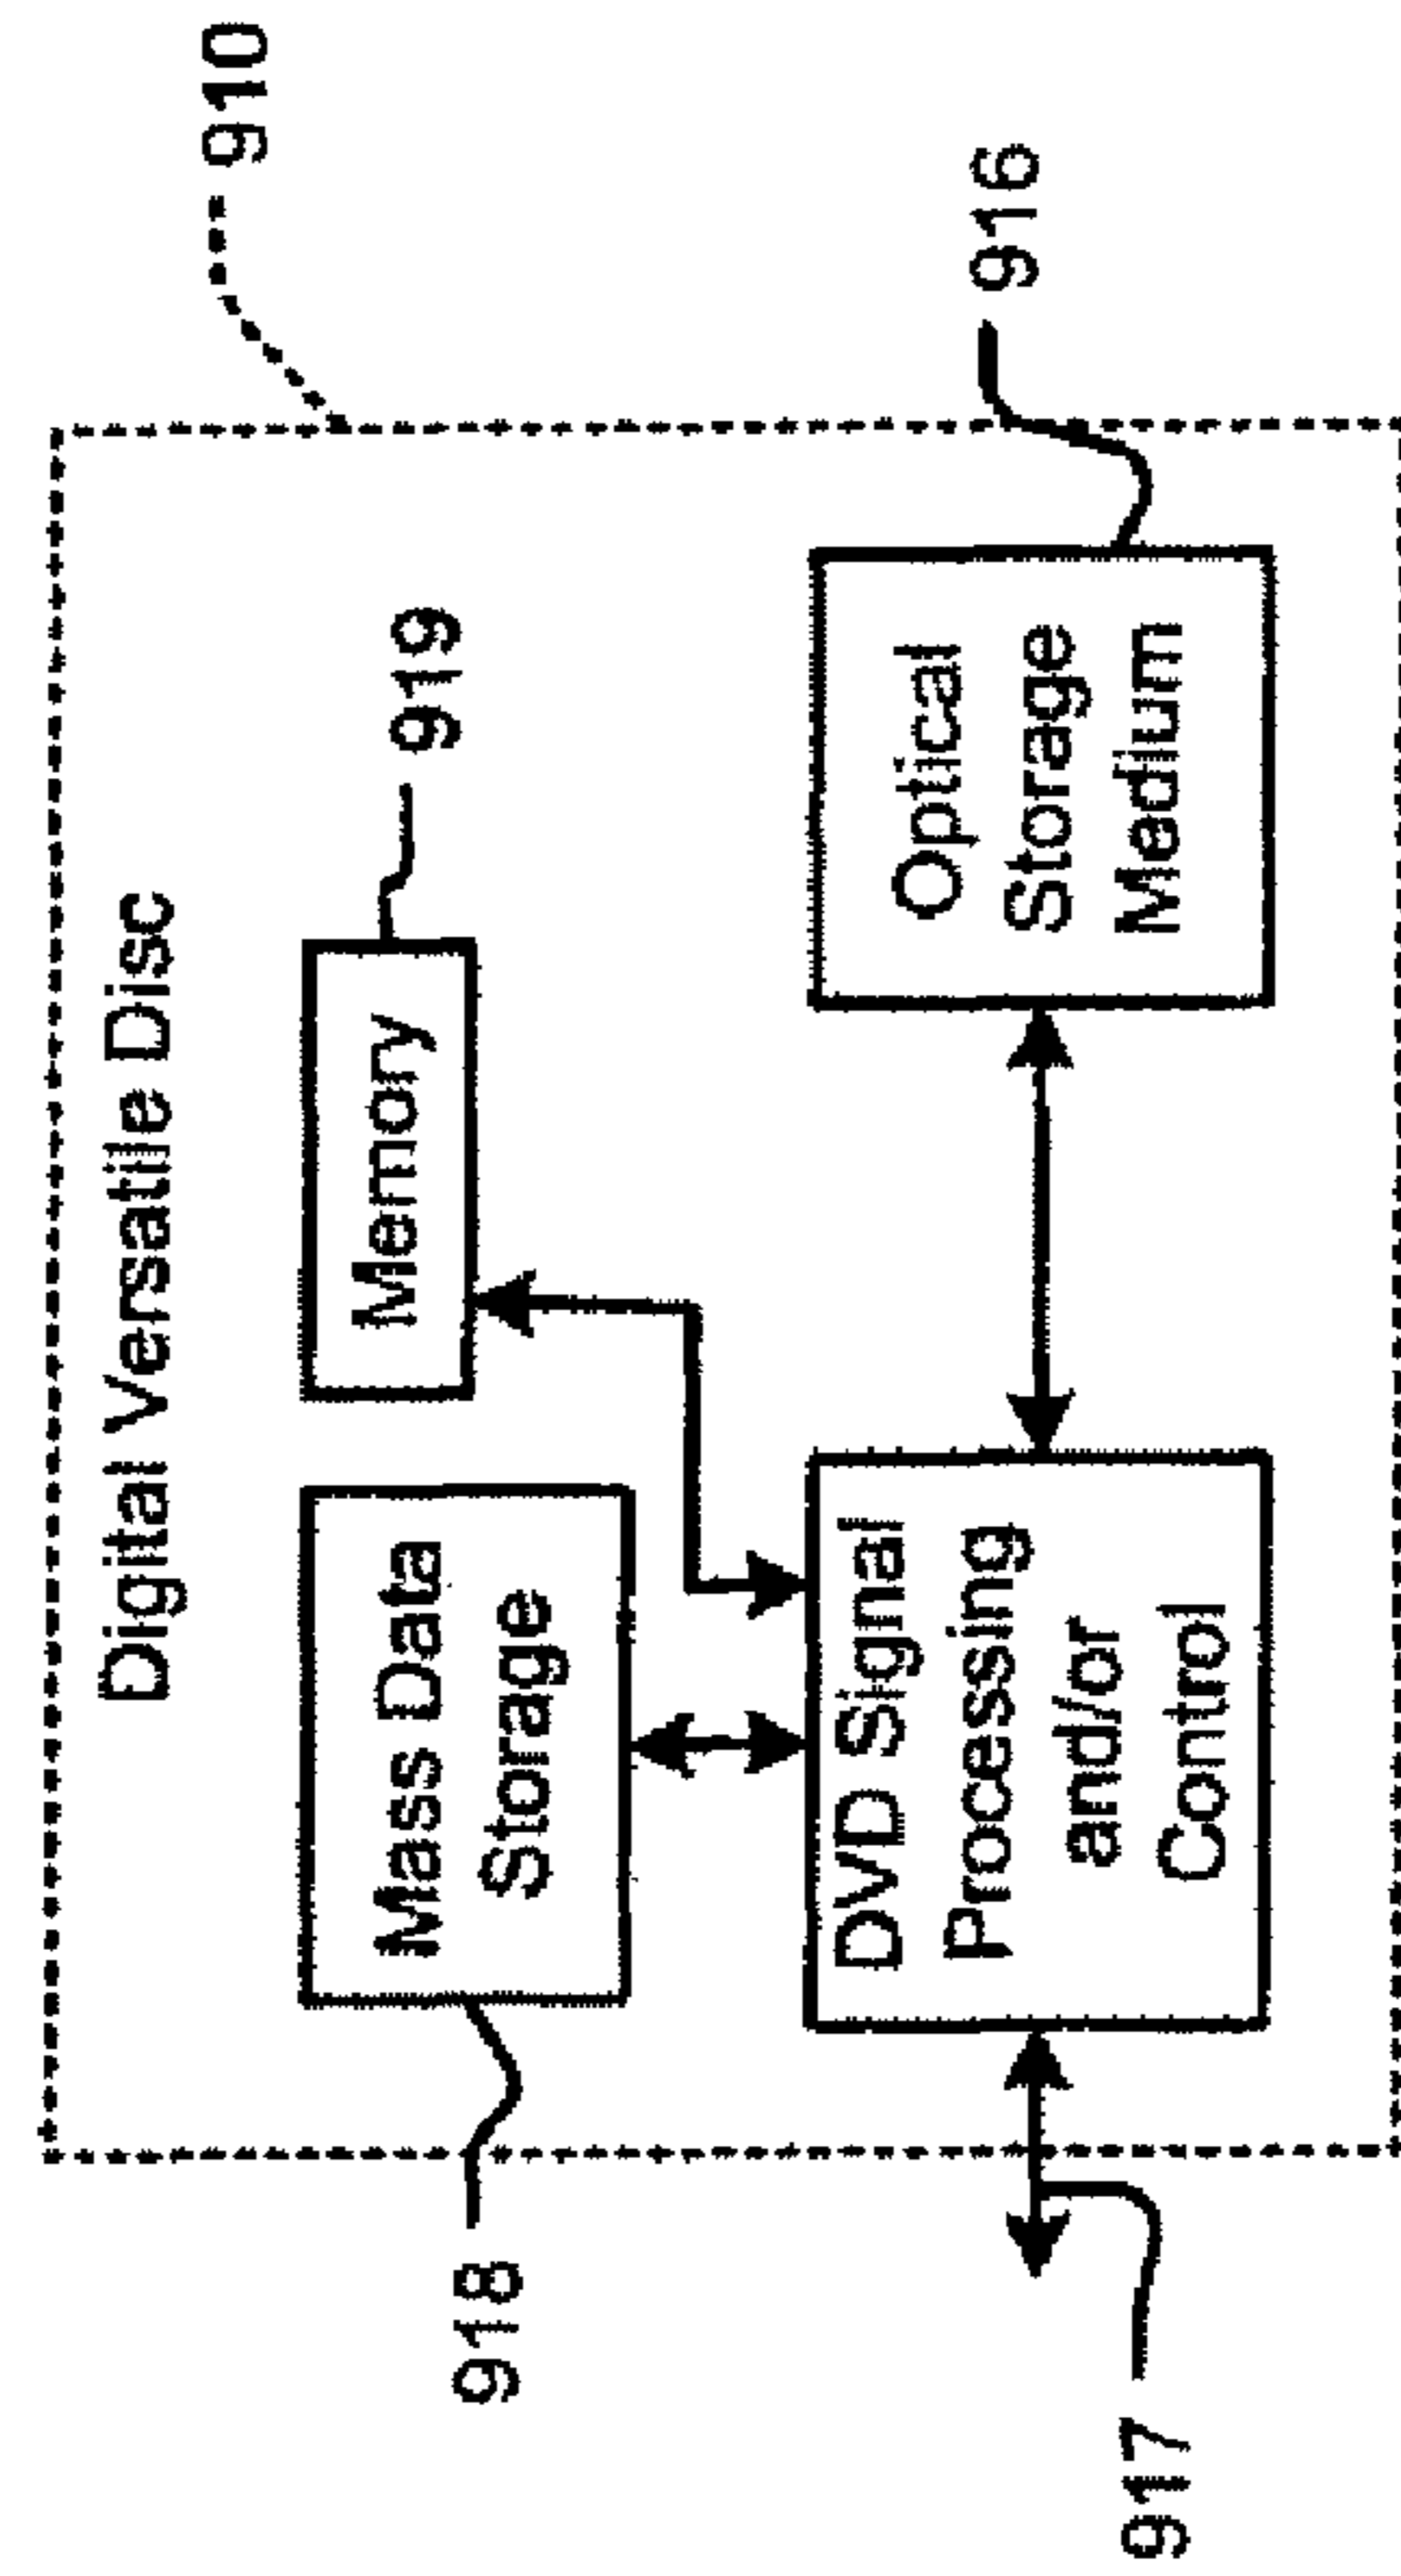 Digital Versatile Disc
910
Mass Data
Storage
918
Memory
919
DVD Signal
Processing
and/or
Control
917
Optical
Storage
Medium
916